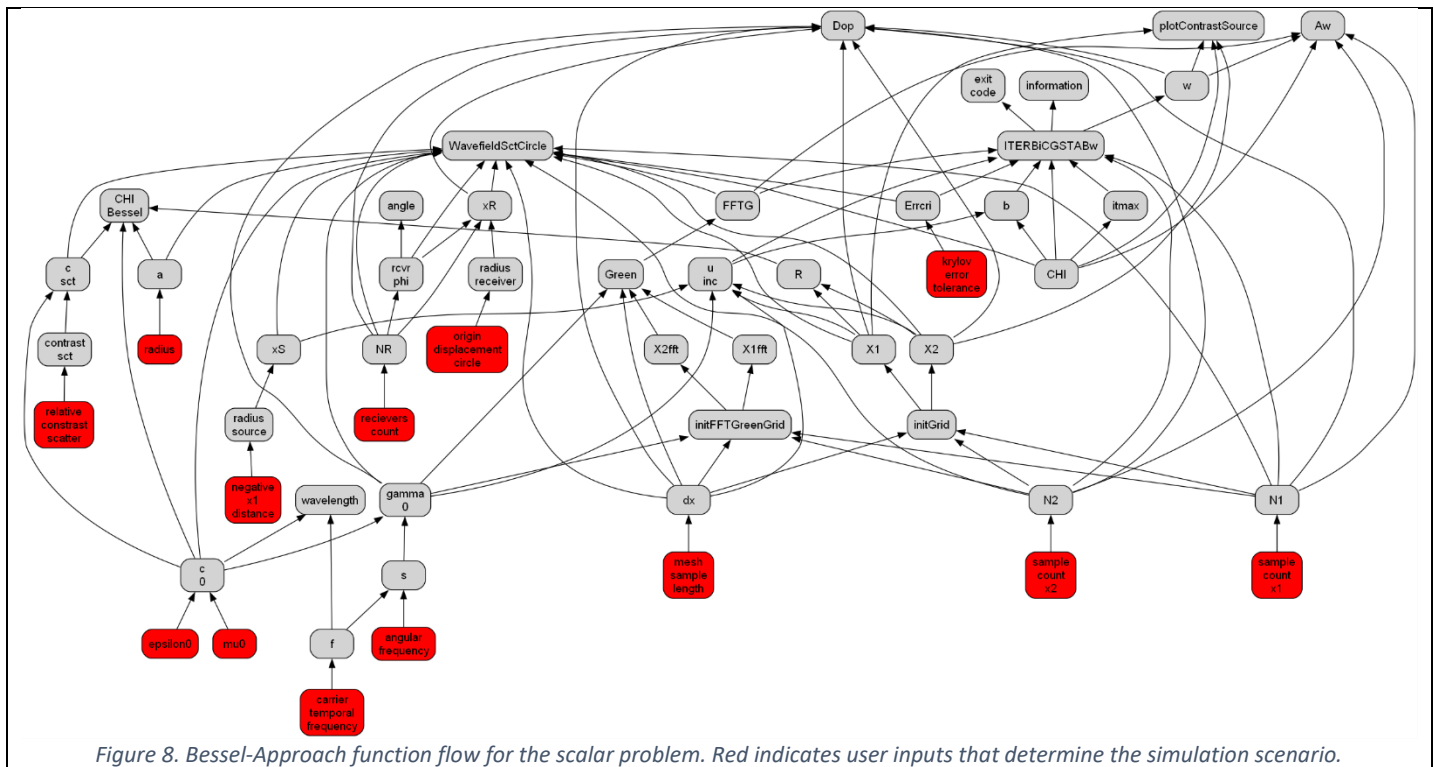 Dop
plotContrastSource
Aw
exit
code
information
w
WavefieldSctCircle
ITERBiCGSTABw
CHI
Bessel
angle
xR
FFTG
Errcri
b
itmax
c
sct
a
rcvr
phi
radius
receiver
Green
u
inc
R
krylov
error
tolerance
CHI
contrast
sct
radius
xS
NR
origin
displacement
circle
X2fft
X1fft
X1
X2
relative
constrast
scatter
radius
source
recievers
count
initFFTGreenGrid
initGrid
negative
x1
distance
wavelength
gamma
0
dx
N2
N1
c
0
s
mesh
sample
length
sample
count
x2
sample
count
x1
epsilon0
mu0
f
angular
frequency
carrier
temporal
frequency
Figure 8. Bessel-Approach function flow for the scalar problem. Red indicates user inputs that determine the simulation scenario.